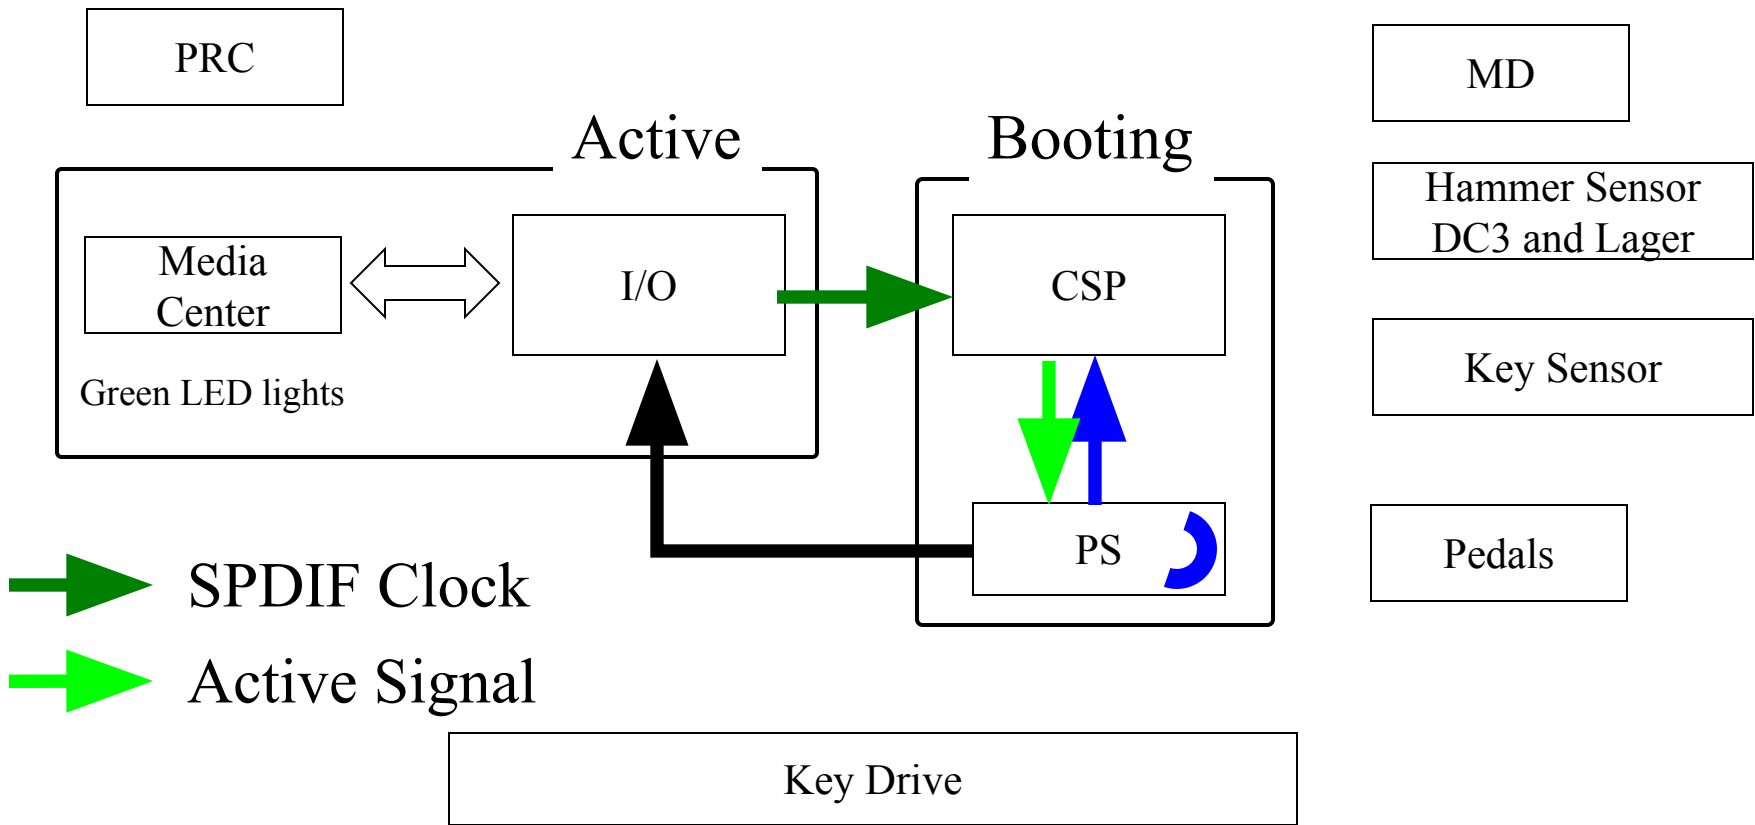 PRC
MD
Active
Booting
Hammer Sensor
DC3 and Lager
Media
Center
I/O
CSP
Key Sensor
Green LED lights
PS
Pedals
SPDIF Clock
Active Signal
Key Drive